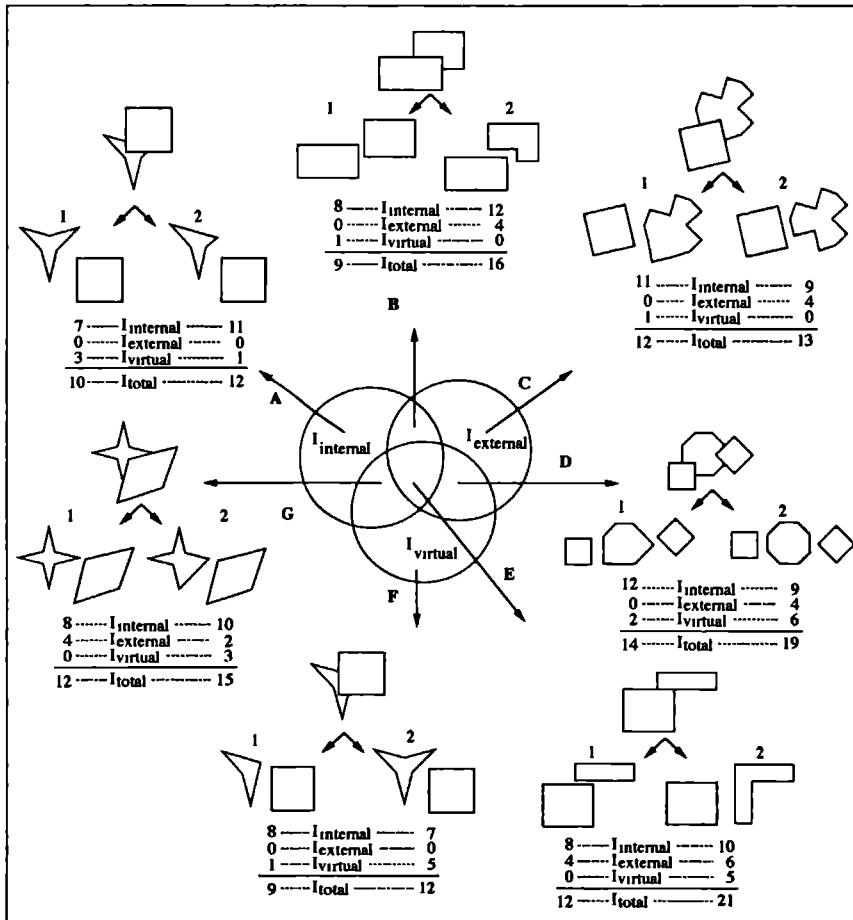 1 2
8 I internal 12
0 I external 4
1 I virtual 0
9 I total 16
B
1 2
7 I internal 11
0 I external 0
3 I virtual 1
10 I total 12
A
1 2
11 I internal 9
0 I external 4
1 I virtual 0
12 I total 13
C
I internal
I external
I virtual
D
G
E
F
1 2
8 I internal 10
4 I external 2
0 I virtual 3
12 I total 15
1 2
12 I internal 9
0 I external 4
2 I virtual 6
14 I total 19
1 2
8 I internal 7
0 I external 0
1 I virtual 5
9 I total 12
1 2
8 I internal 10
4 I external 6
0 I virtual 5
12 I total 21